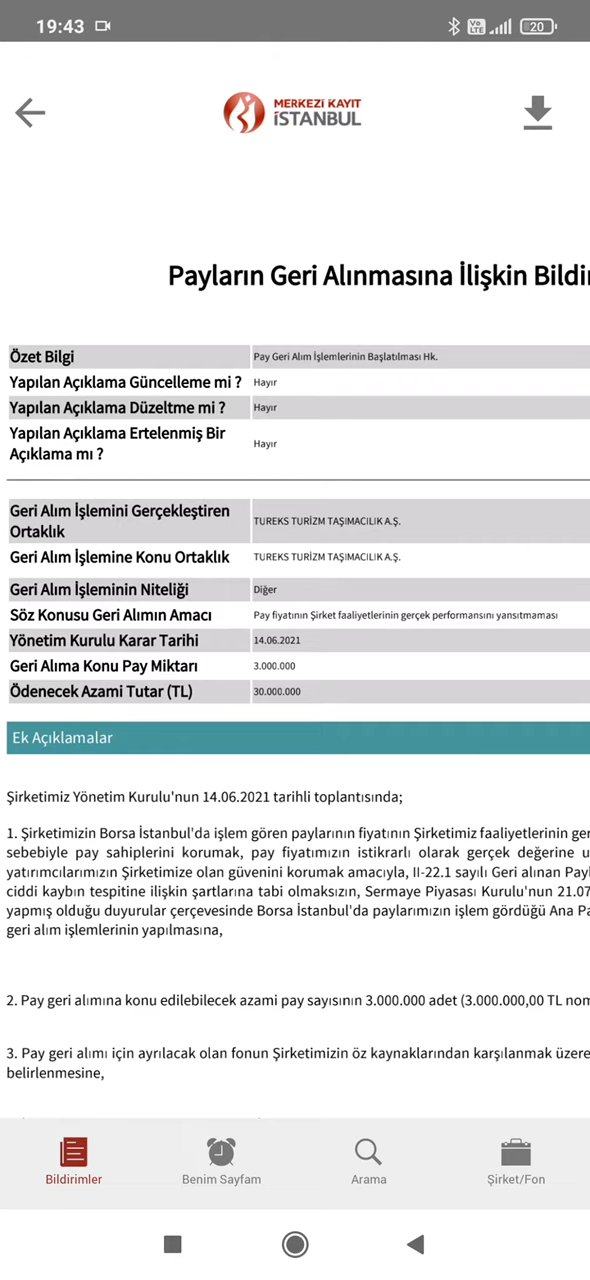 19:43
Vo LTE
20
MERKEZİ KAYIT
İSTANBUL
Payların Geri Alınmasına İlişkin Bildi
Özet Bilgi Pay Geri Alım İşlemlerinin Başlatılması Hk.
Yapılan Açıklama Güncelleme mi ? Hayır
Yapılan Açıklama Düzeltme mi ? Hayır
Yapılan Açıklama Ertelenmiş Bir
Açıklama mı ? Hayır
Geri Alım İşlemini Gerçekleştiren
Ortaklık TUREKS TURİZM TAŞIMACILIK A.Ş.
Geri Alım İşlemine Konu Ortaklık TUREKS TURİZM TAŞIMACILIK A.Ş.
Geri Alım İşleminin Niteliği Diğer
Söz Konusu Geri Alımın Amacı Pay fiyatının Şirket faaliyetlerinin gerçek performansını yansıtmaması
Yönetim Kurulu Karar Tarihi 14.06.2021
Geri Alıma Konu Pay Miktarı 3.000.000
Ödenecek Azami Tutar (TL) 30.000.000
Ek Açıklamalar
Şirketimiz Yönetim Kurulu'nun 14.06.2021 tarihli toplantısında;
1. Şirketimizin Borsa İstanbul'da işlem gören paylarının fiyatının Şirketimiz faaliyetlerinin ger
sebebiyle pay sahiplerini korumak, pay fiyatımızın istikrarlı olarak gerçek değerine u
yatırımcılarımızın Şirketimize olan güvenini korumak amacıyla, II-22.1 sayılı Geri alınan Payl
ciddi kaybın tespitine ilişkin şartlarına tabi olmaksızın, Sermaye Piyasası Kurulu'nun 21.07
yapmış olduğu duyurular çerçevesinde Borsa İstanbul'da paylarımızın işlem gördüğü Ana Pa
geri alım işlemlerinin yapılmasına,
2. Pay geri alımına konu edilebilecek azami pay sayısının 3.000.000 adet (3.000.000,00 TL nom
3. Pay geri alımı için ayrılacak olan fonun Şirketimizin öz kaynaklarından karşılanmak üzere
belirlenmesine,
Bildirimler Benim Sayfam Arama Şirket/Fon